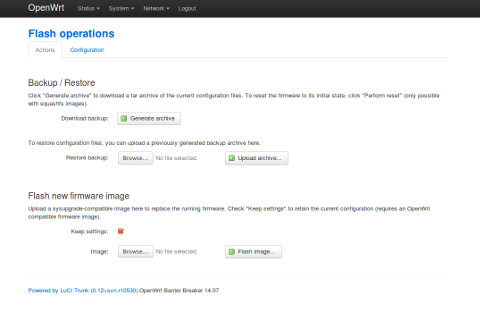 OpenWrt Status System Network Logout
Flash operations
Actions Configuration
Backup / Restore
Click "Generate archive" to download a tar archive of the current configuration files. To reset the firmware to its initial state, click "Perform reset" (only possible
with squashfs images).
Download backup: Generate archive
To restore configuration files, you can upload a previously generated backup archive here.
Restore backup: Browse... No file selected. Upload archive...
Flash new firmware image
Upload a sysupgrade-compatible image here to replace the running firmware. Check "Keep settings" to retain the current configuration (requires an OpenWrt
compatible firmware image).
Keep settings:
Image: Browse... No file selected. Flash image...
Powered by LuCI Trunk (0.12+svn-r10530) OpenWrt Barrier Breaker 14.07